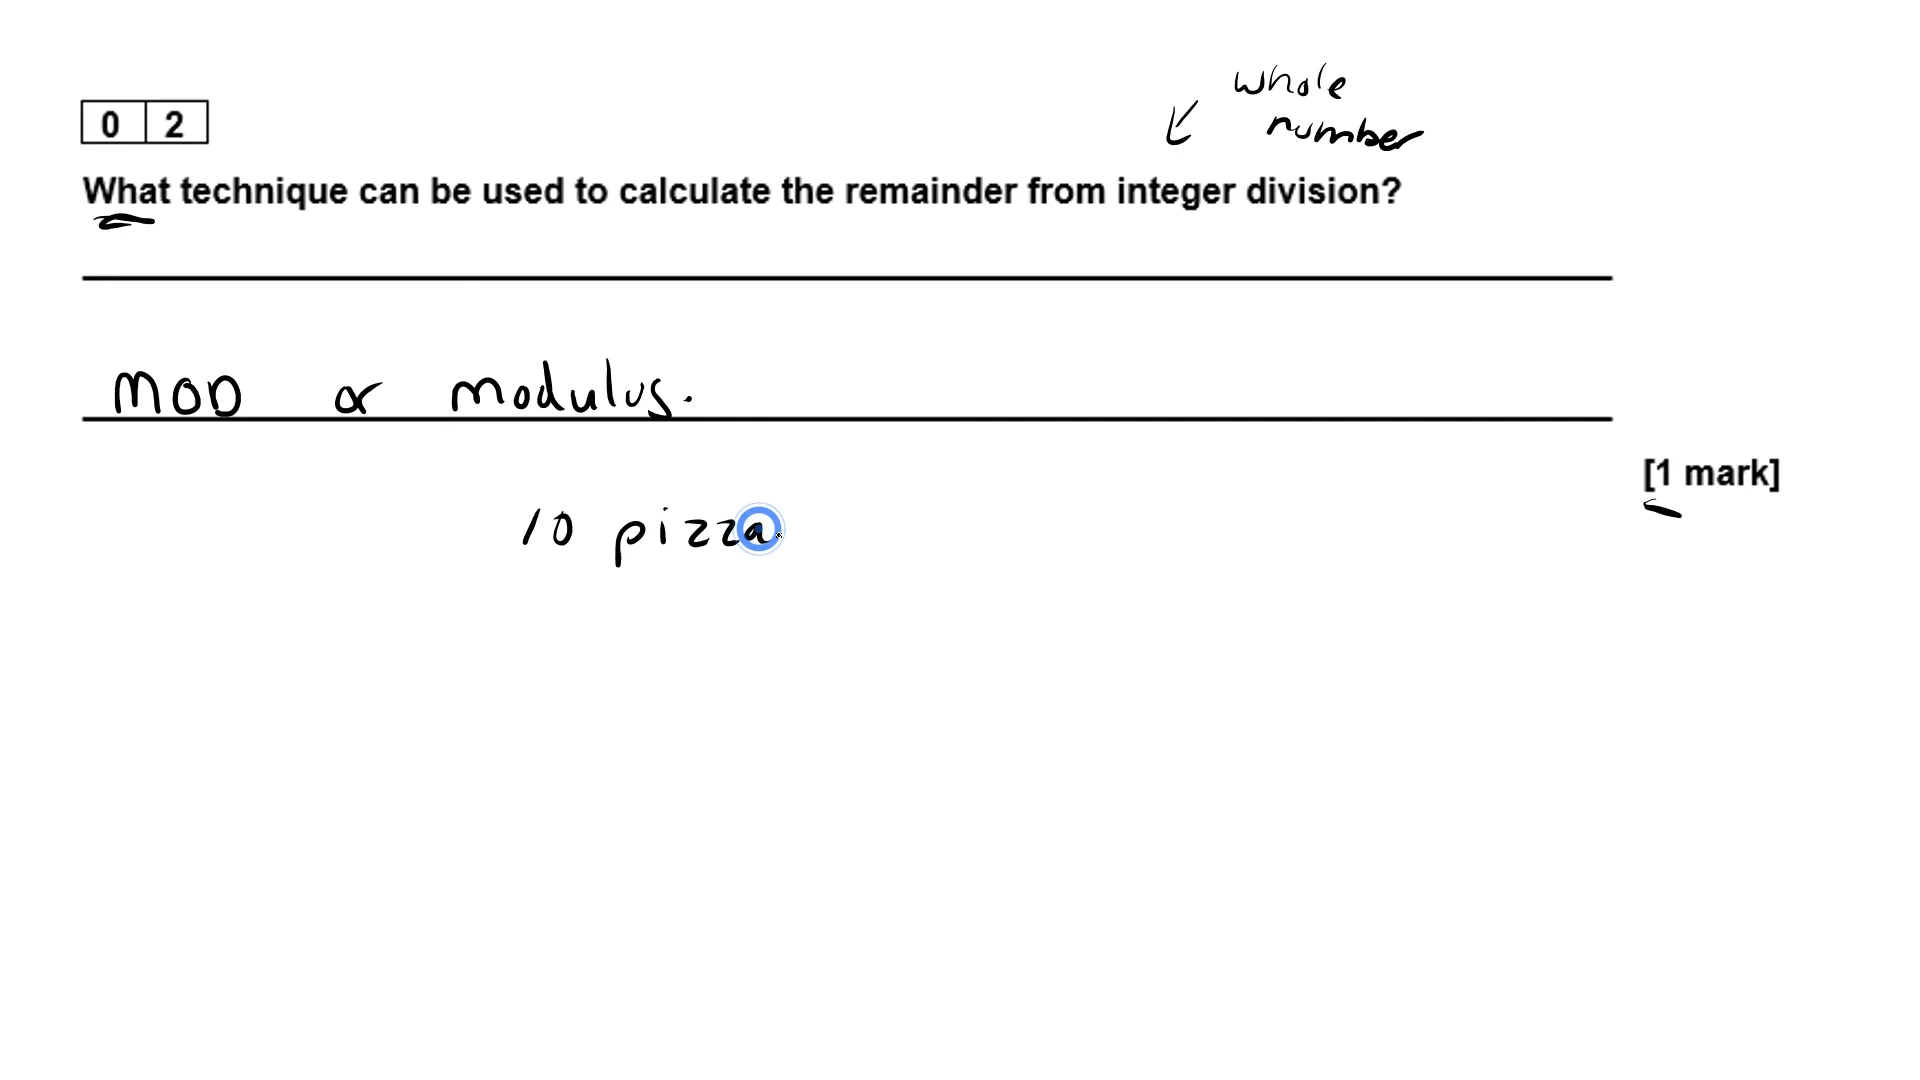 whole
number
0 2
What technique can be used to calculate the remainder from integer division?
MOD or modulus.
[1 mark]
10 pizza